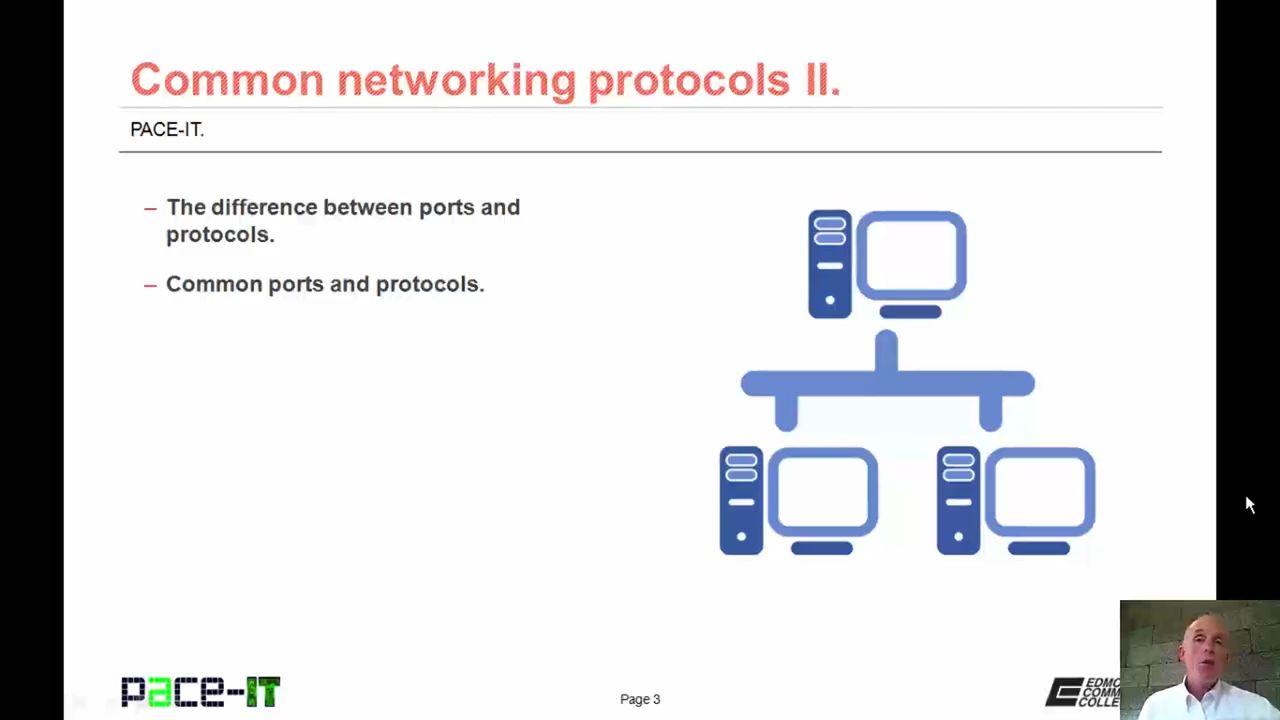 Common networking protocols II.
PACE-IT.
– The difference between ports and
protocols.
– Common ports and protocols.
pace-IT
Page 3